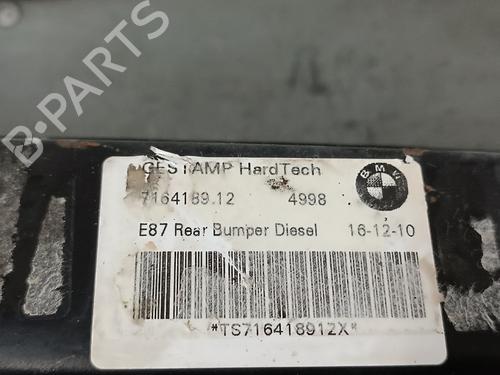 B-PARTS
GESTAMP HardTech
7164189.12 4998
BMW
E87 Rear Bumper Diesel 16-12-10
*TS716418912X*